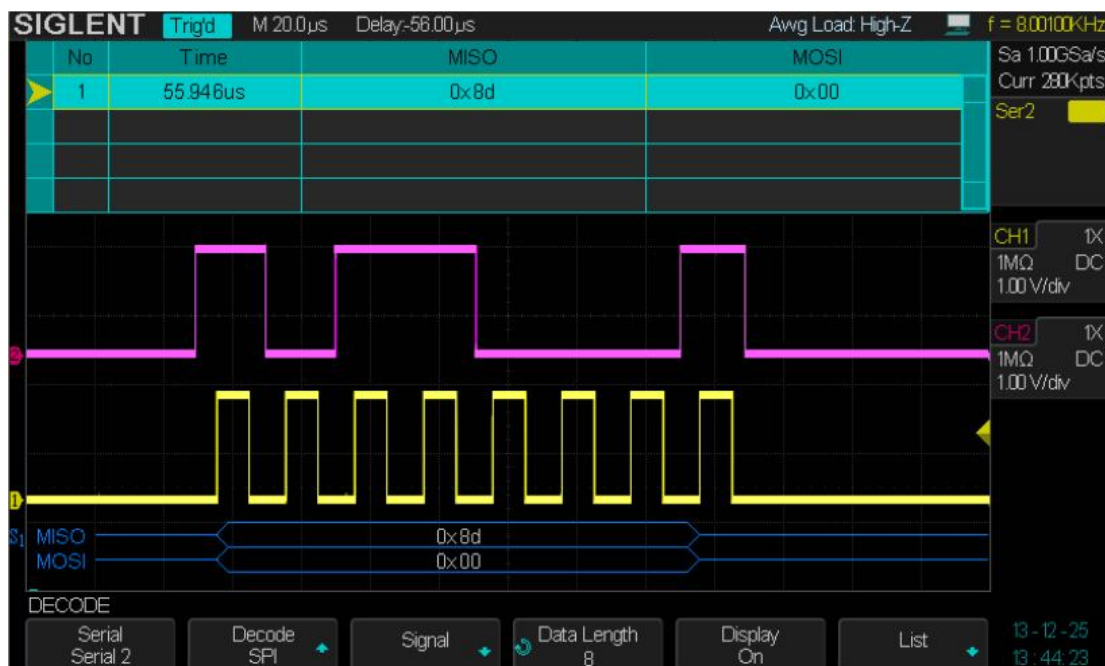 SIGLENT Trig'd M 20.0μs Delay:-56.00μs Awg Load: High-Z f = 8.00100KHz
No Time MISO MOSI Sa 1.00GSa/s
1 55.946us 0x8d 0x00 Curr 280Kpts
Ser2
CH1 1X
1MΩ DC
1.00 V/div
CH2 1X
2 1MΩ DC
1.00 V/div
1
S1 MISO 0x8d
MOSI 0x00
DECODE
Serial Decode Signal Data Length Display List 13-12-25
Serial 2 SPI 8 On 13:44:23